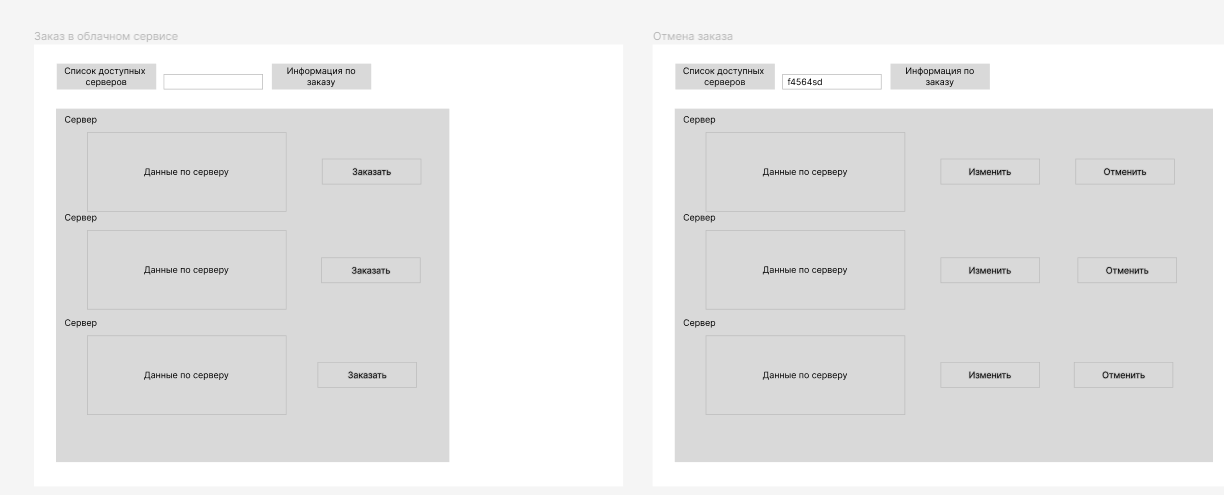 Заказ в облачном сервисе
Список доступных
серверов
Информация по
заказу
Сервер
Данные по серверу
Заказать
Сервер
Данные по серверу
Заказать
Сервер
Данные по серверу
Заказать
Отмена заказа
Список доступных
серверов
f4564sd
Информация по
заказу
Сервер
Данные по серверу
Изменить
Отменить
Сервер
Данные по серверу
Изменить
Отменить
Сервер
Данные по серверу
Изменить
Отменить